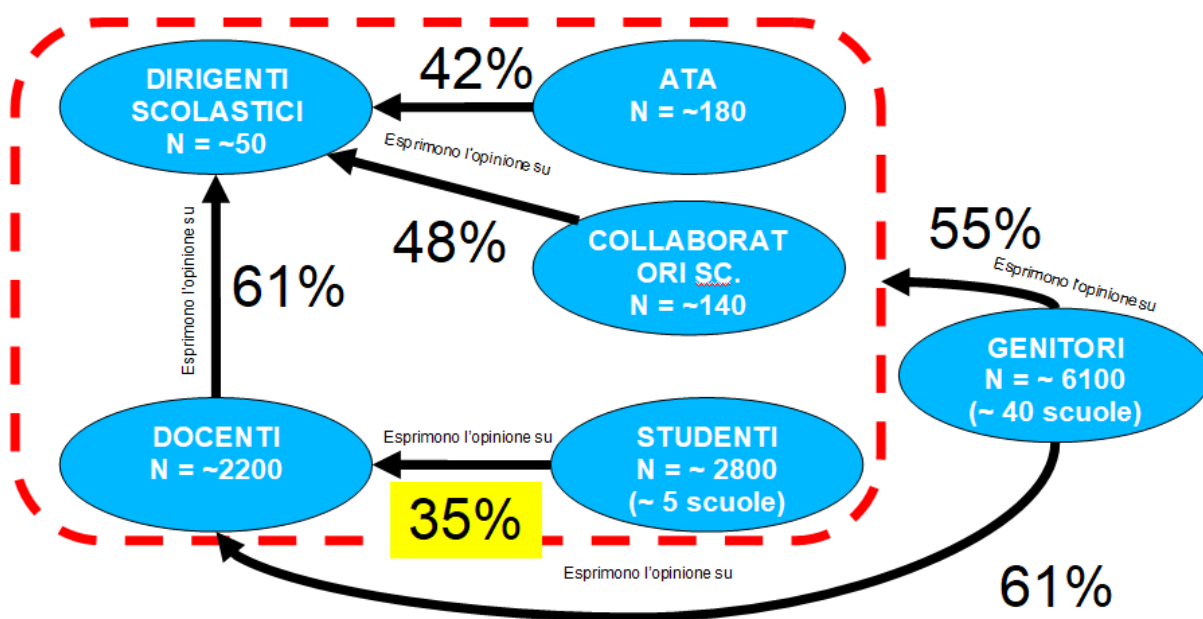 DIRIGENTI
SCOLASTICI
N = ~50
42%
ATA
N = ~180
Esprimono l'opinione su
48%
COLLABORAT
ORI SC.
N = ~140
Esprimono l'opinione su
61%
55%
Esprimono l'opinione su
GENITORI
N = ~ 6100
(~ 40 scuole)
DOCENTI
N = ~2200
Esprimono l'opinione su
35%
STUDENTI
N = ~ 2800
(~ 5 scuole)
Esprimono l'opinione su
61%